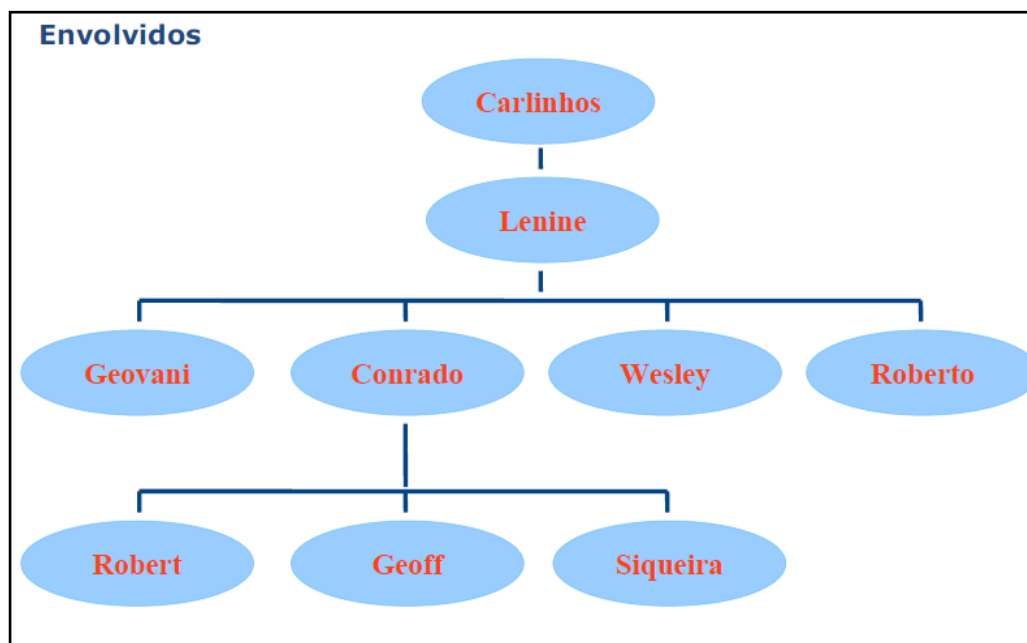 Envolvidos
Carlinhos
Lenine
Geovani Conrado Wesley Roberto
Robert Geoff Siqueira